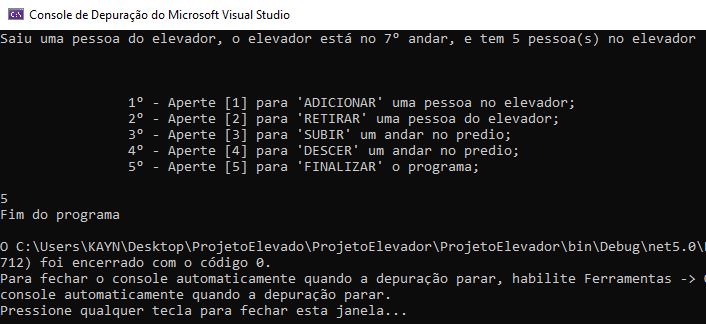 Console de Depuração do Microsoft Visual Studio
Saiu uma pessoa do elevador, o elevador está no 7º andar, e tem 5 pessoa(s) no elevador
1º - Aperte [1] para 'ADICIONAR' uma pessoa no elevador;
2º - Aperte [2] para 'RETIRAR' uma pessoa do elevador;
3º - Aperte [3] para 'SUBIR' um andar no predio;
4º - Aperte [4] para 'DESCER' um andar no predio;
5º - Aperte [5] para 'FINALIZAR' o programa;
5
Fim do programa
O C:\Users\KAYN\Desktop\ProjetoElevado\ProjetoElevador\ProjetoElevador\bin\Debug\net5.0\
712) foi encerrado com o código 0.
Para fechar o console automaticamente quando a depuração parar, habilite Ferramentas ->
console automaticamente quando a depuração parar.
Pressione qualquer tecla para fechar esta janela...